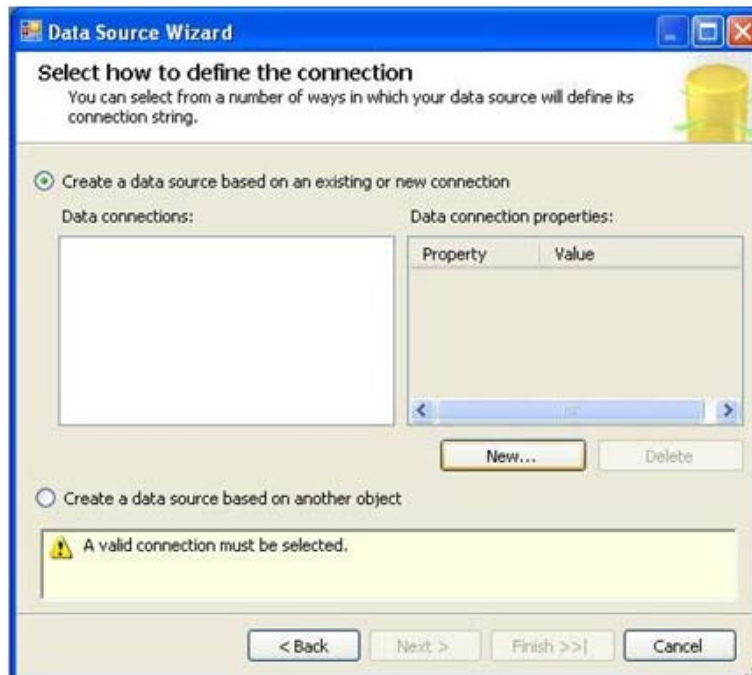 Data Source Wizard
Select how to define the connection
You can select from a number of ways in which your data source will define its
connection string.
Create a data source based on an existing or new connection
Data connections:
Data connection properties:
Property Value
New... Delete
Create a data source based on another object
A valid connection must be selected.
< Back Next > Finish >>| Cancel